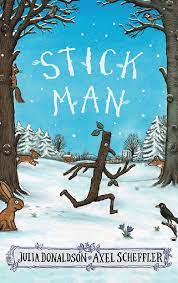 STICK
MAN
JULIA DONALDSON • AXEL SCHEFFLER